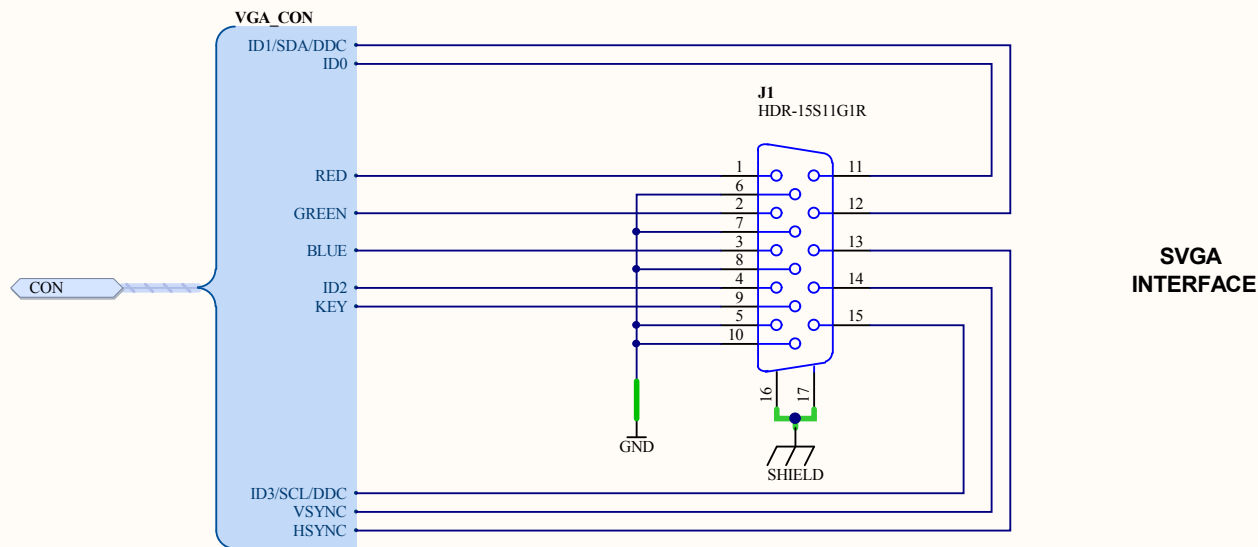 VGA_CON
ID1/SDA/DDC
ID0
J1
HDR-15S11G1R
RED
1
11
6
GREEN
2
12
7
BLUE
3
13
8
CON
ID2
4
14
KEY
9
5
15
10
16
17
GND
SHIELD
ID3/SCL/DDC
VSYNC
HSYNC
SVGA
INTERFACE